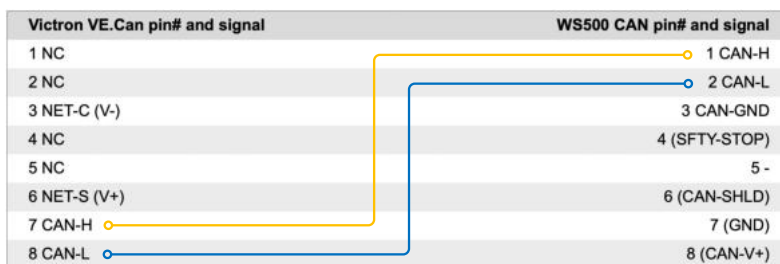 Victron VE.Can pin# and signal WS500 CAN pin# and signal
1 NC 1 CAN-H
2 NC 2 CAN-L
3 NET-C (V-) 3 CAN-GND
4 NC 4 (SFTY-STOP)
5 NC 5 -
6 NET-S (V+) 6 (CAN-SHLD)
7 CAN-H 7 (GND)
8 CAN-L 8 (CAN-V+)